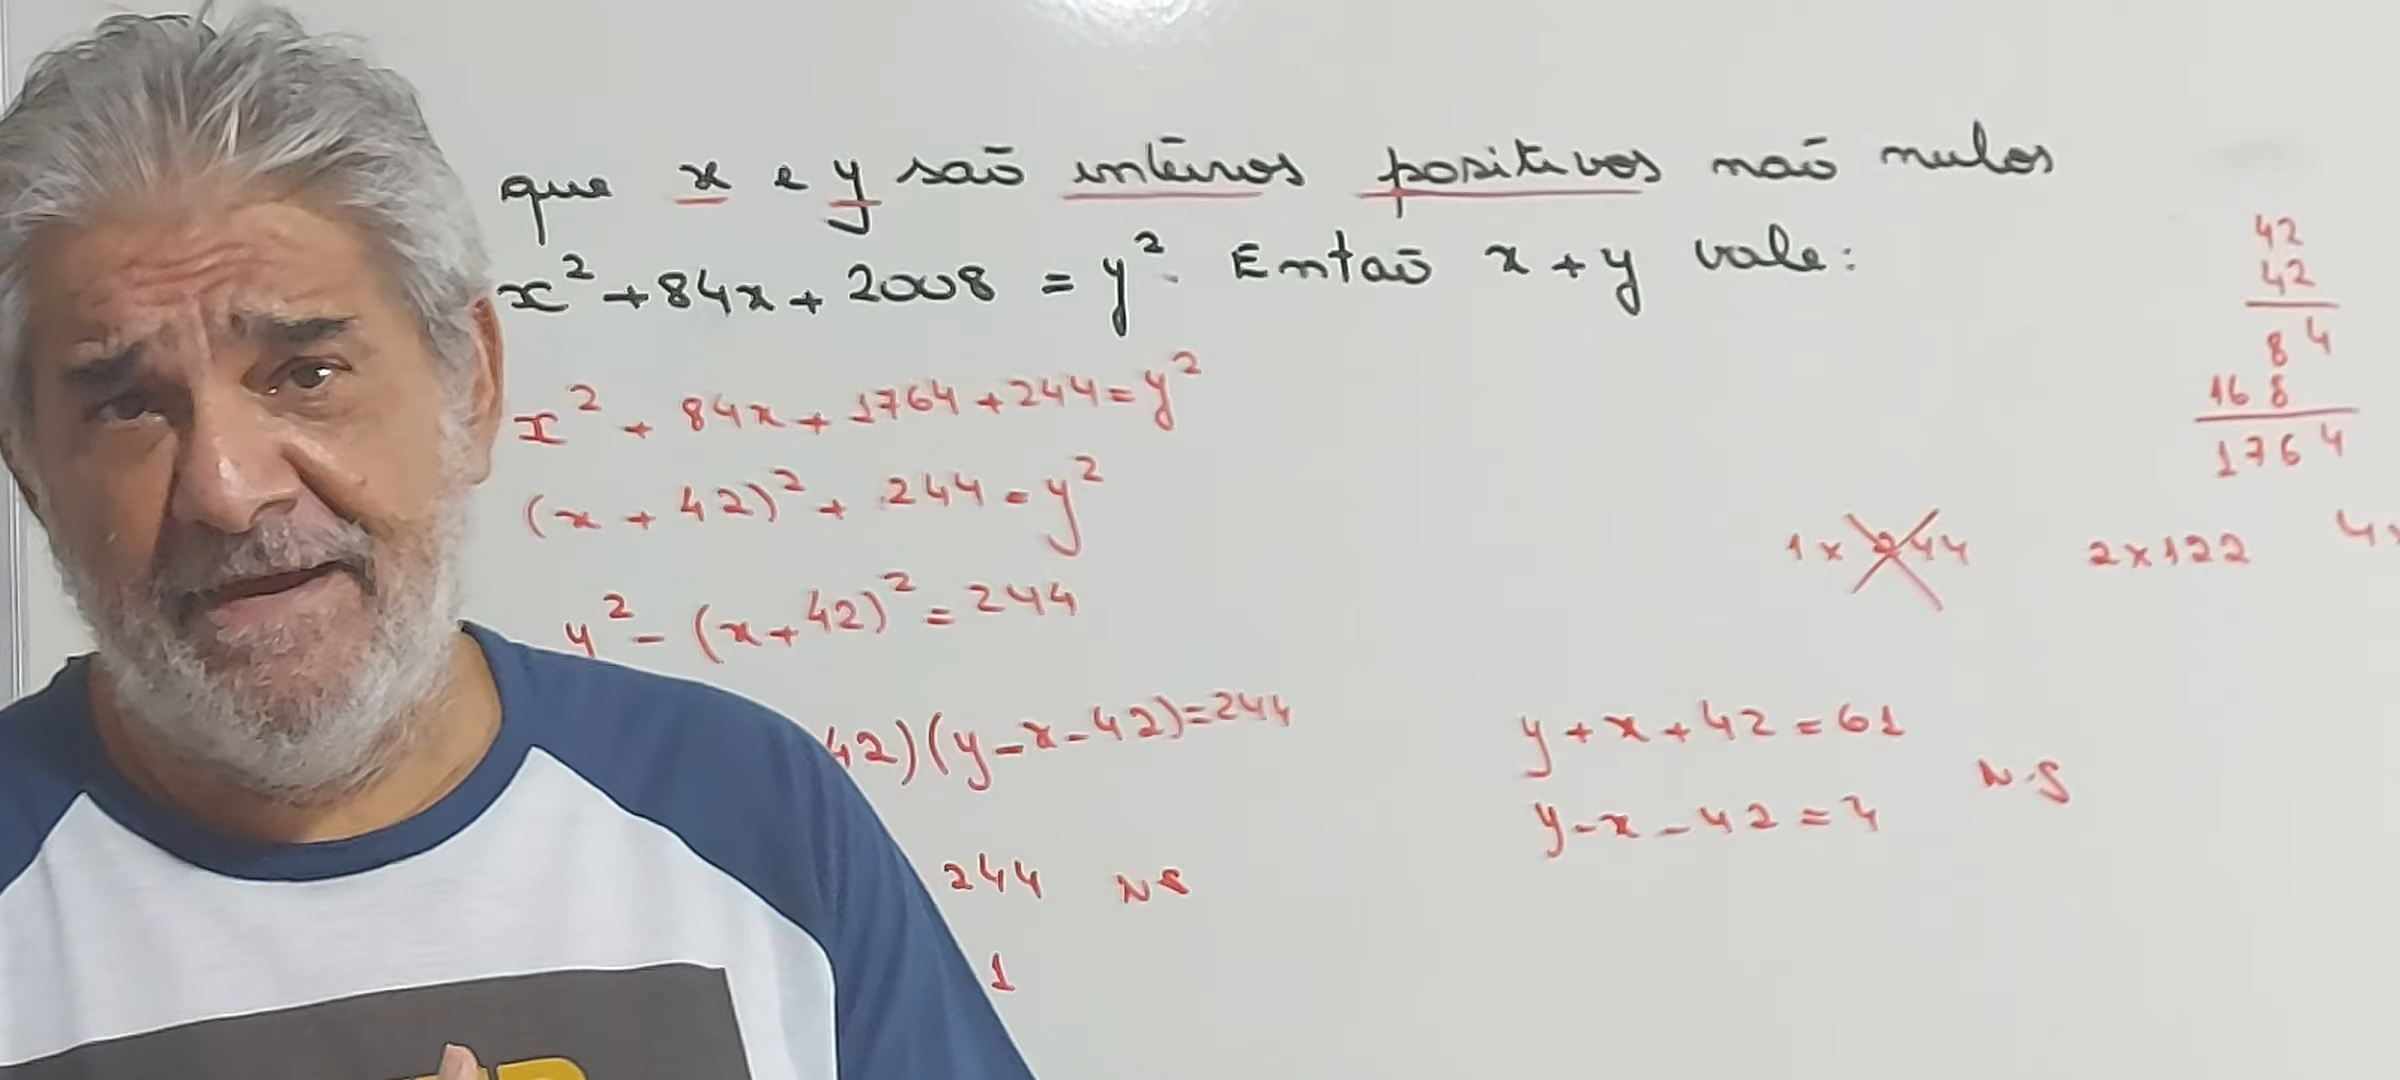 que x e y são inteiros positivos não nulos
x² + 84x + 2008 = y². Então x + y vale:
x² + 84x + 1764 + 244 = y²
(x + 42)² + 244 = y²
y² - (x + 42)² = 244
42)(y - x - 42) = 244
244 NS
1
42
42
84
168
1764
1 x 244 2 x 122 4x
y + x + 42 = 61
y - x - 42 = 4
N.S